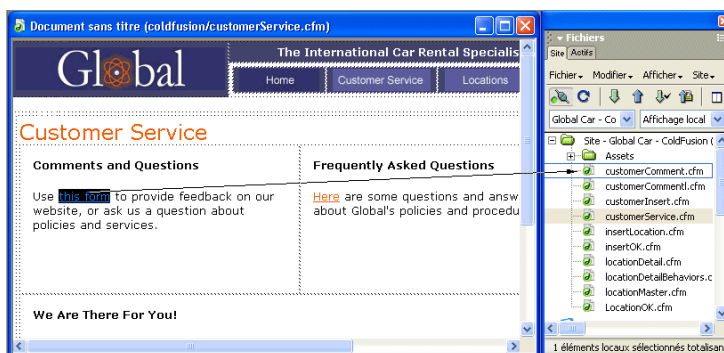 Document sans titre (coldfusion/customerService.cfm)
Global
The International Car Rental Specialis
Home Customer Service Locations
Customer Service
Comments and Questions
Use this form to provide feedback on our
website, or ask us a question about
policies and services.
Frequently Asked Questions
Here are some questions and answ
about Global's policies and procedu
We Are There For You!
Fichiers
Site Actifs
Fichier Modifier Afficher Site
Global Car - Co Affichage local
Site - Global Car - ColdFusion (
Assets
customerComment.cfm
customerCommentI.cfm
customerInsert.cfm
customerService.cfm
insertLocation.cfm
insertOK.cfm
locationDetail.cfm
locationDetailBehaviors.c
locationMaster.cfm
LocationOK.cfm
1 éléments locaux sélectionnés totalisan